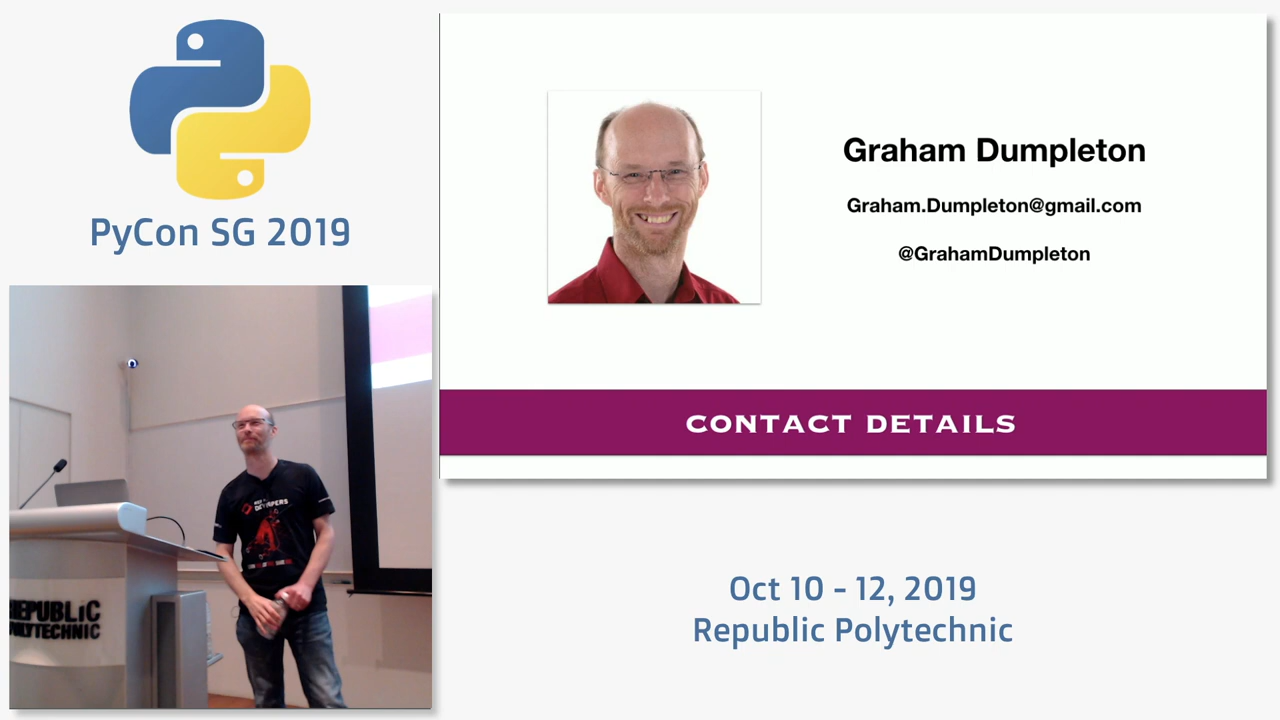 PyCon SG 2019
Graham Dumpleton
Graham.Dumpleton@gmail.com
@GrahamDumpleton
CONTACT DETAILS
REPUBLIC
POLYTECHNIC
Oct 10 - 12, 2019
Republic Polytechnic